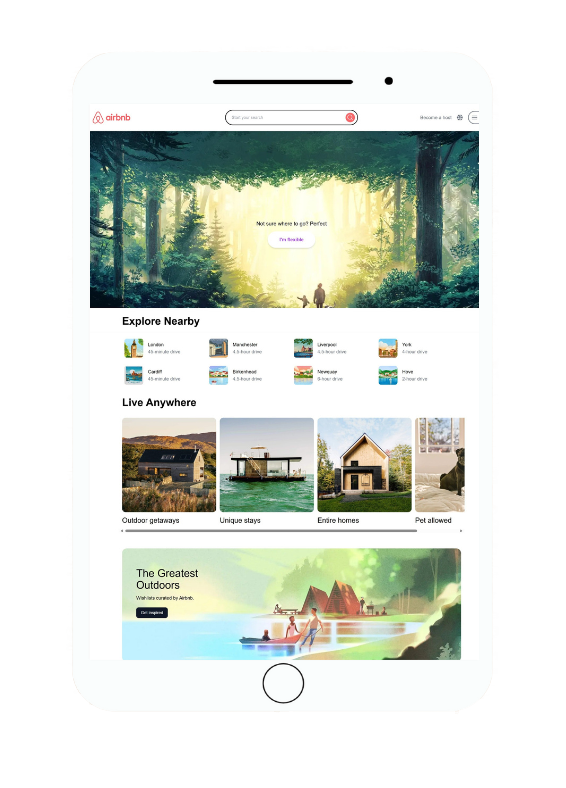 airbnb
Start your search
Become a host
Not sure where to go? Perfect
I'm flexible
Explore Nearby
London
45-minute drive
Manchester
4.5-hour drive
Liverpool
4.5-hour drive
York
4-hour drive
Cardiff
45-minute drive
Birkenhead
4.5-hour drive
Newquay
6-hour drive
Hove
2-hour drive
Live Anywhere
Outdoor getaways
Unique stays
Entire homes
Pet allowed
The Greatest
Outdoors
Wishlists curated by Airbnb.
Get inspired